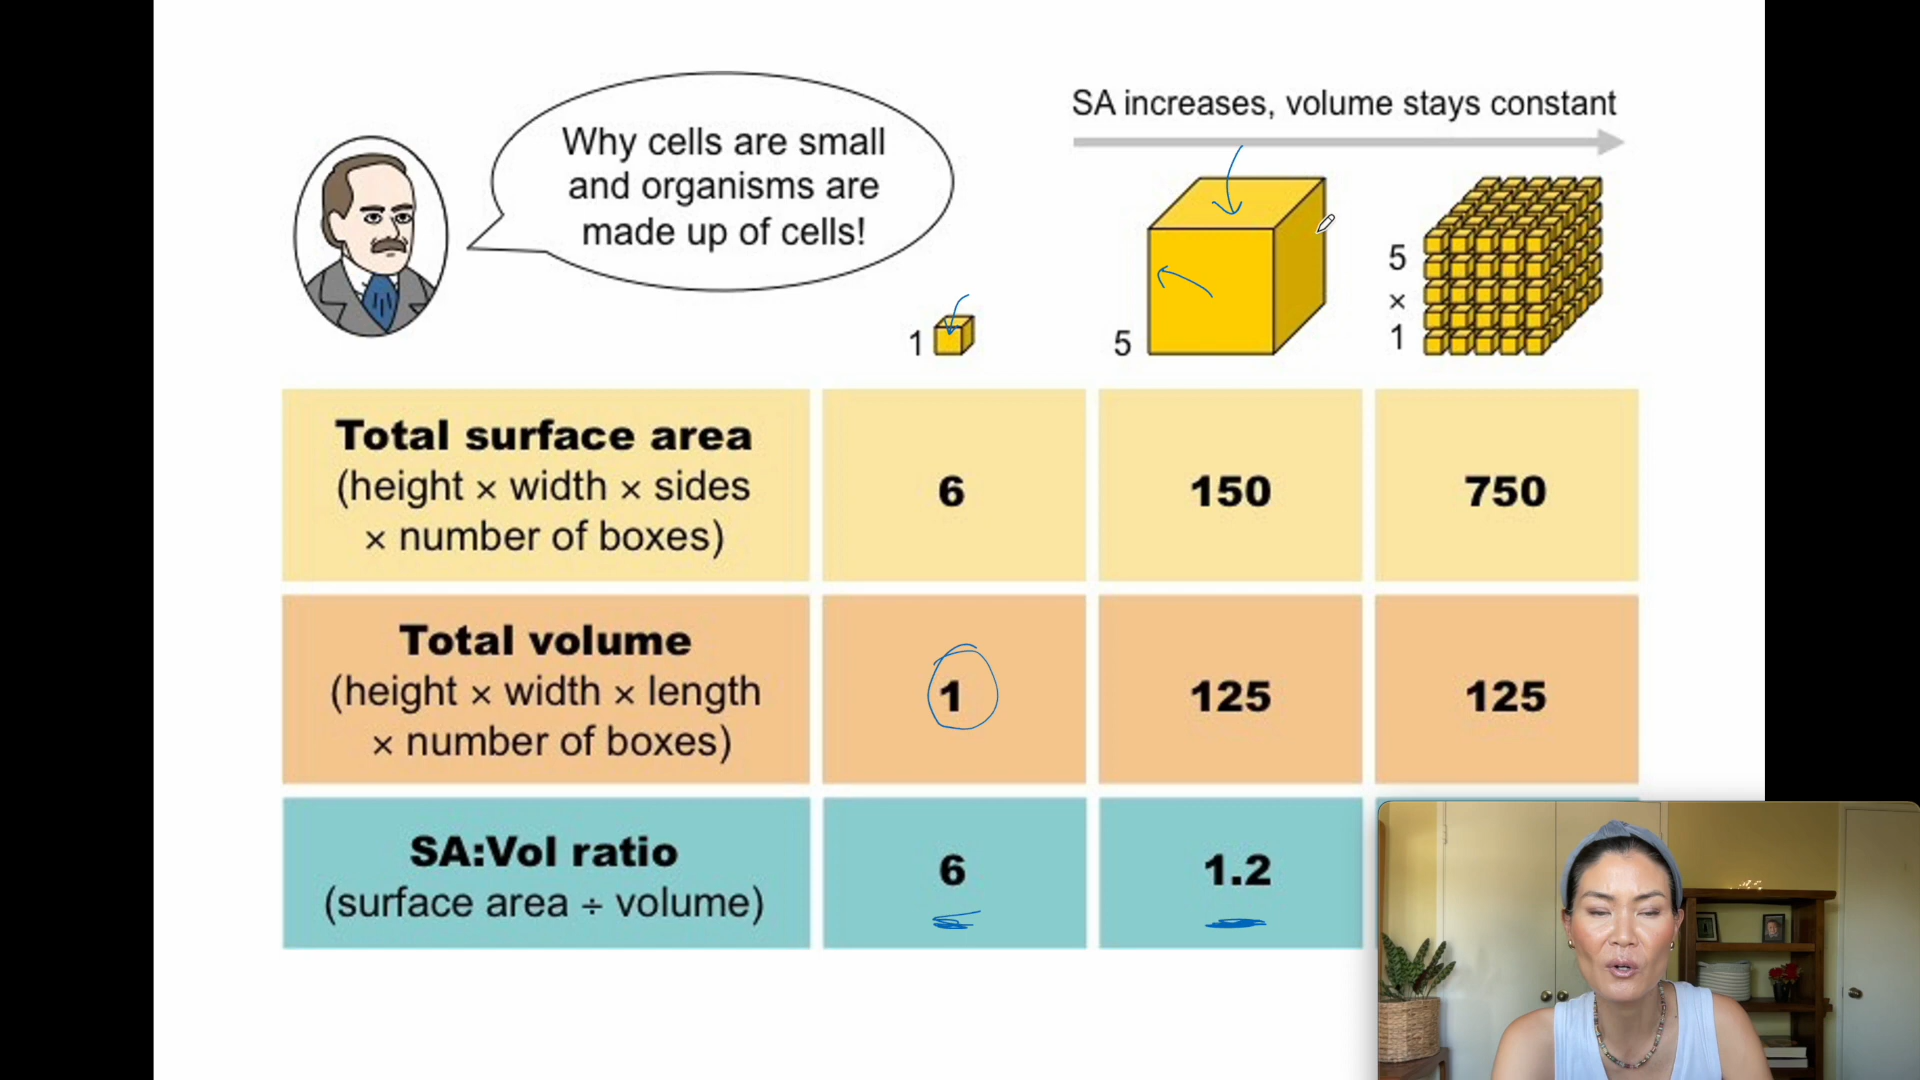 Why cells are small
and organisms are
made up of cells!
SA increases, volume stays constant
1
5
5
×
1
Total surface area
(height × width × sides
× number of boxes)
6
150
750
Total volume
(height × width × length
× number of boxes)
1
125
125
SA:Vol ratio
(surface area ÷ volume)
6
1.2